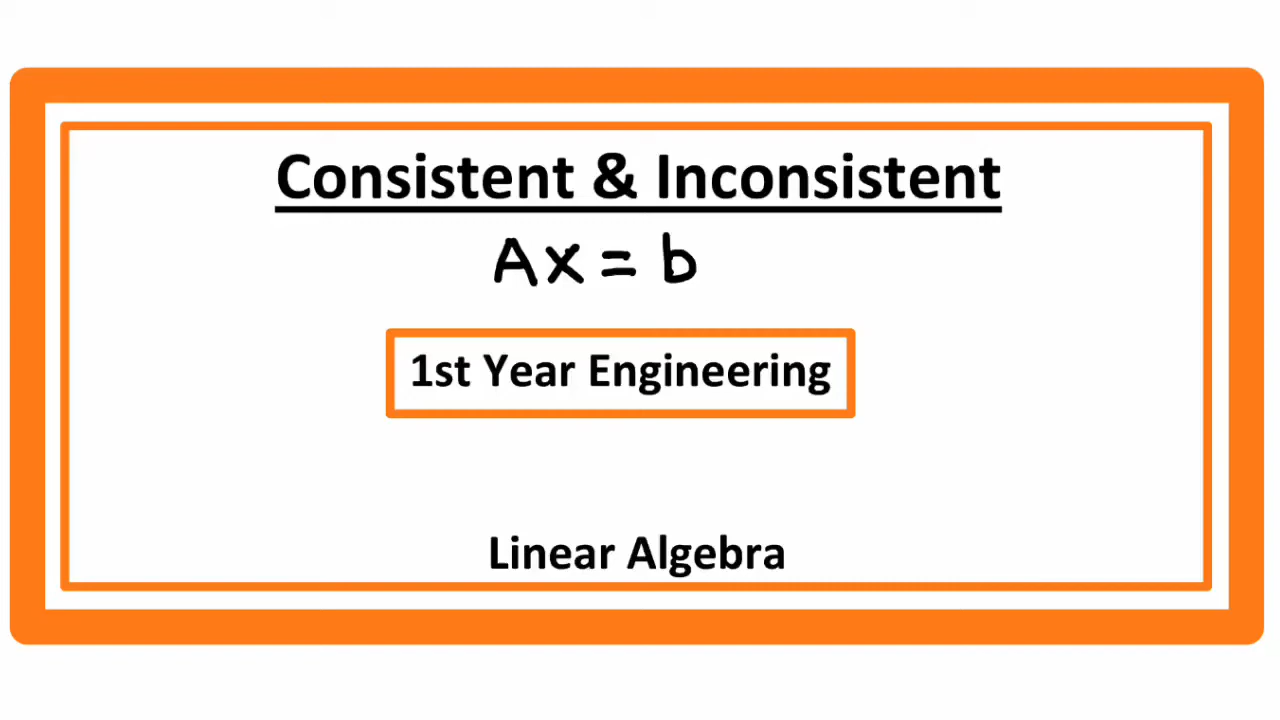 Consistent & Inconsistent
Ax = b
1st Year Engineering
Linear Algebra